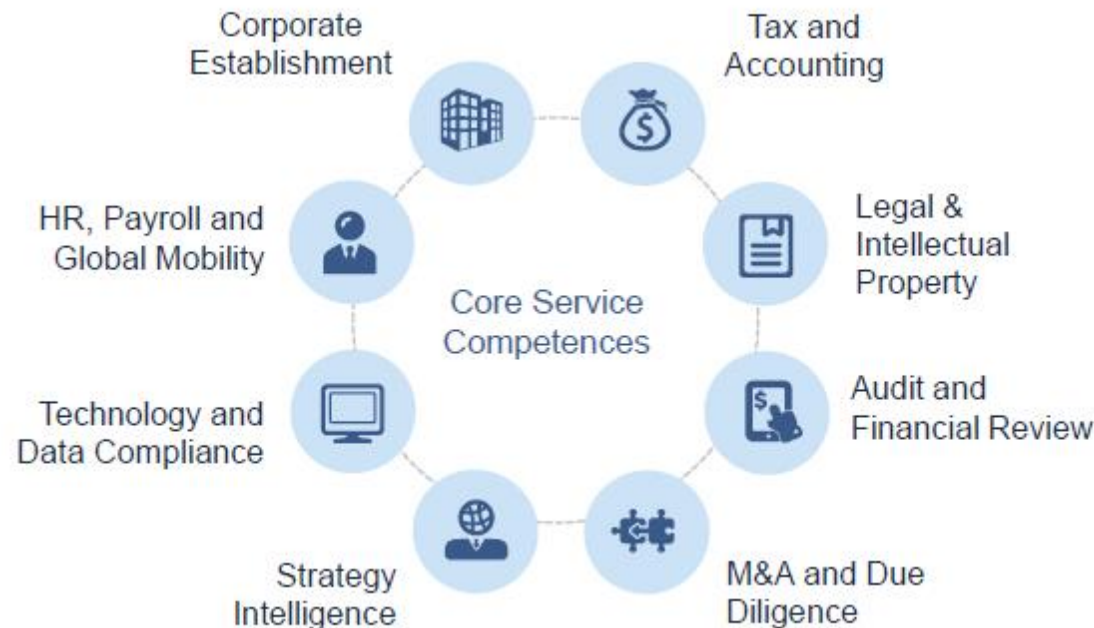 Corporate
Establishment
Tax and
Accounting
HR, Payroll and
Global Mobility
Legal &
Intellectual
Property
Core Service
Competences
Technology and
Data Compliance
Audit and
Financial Review
Strategy
Intelligence
M&A and Due
Diligence
$
$